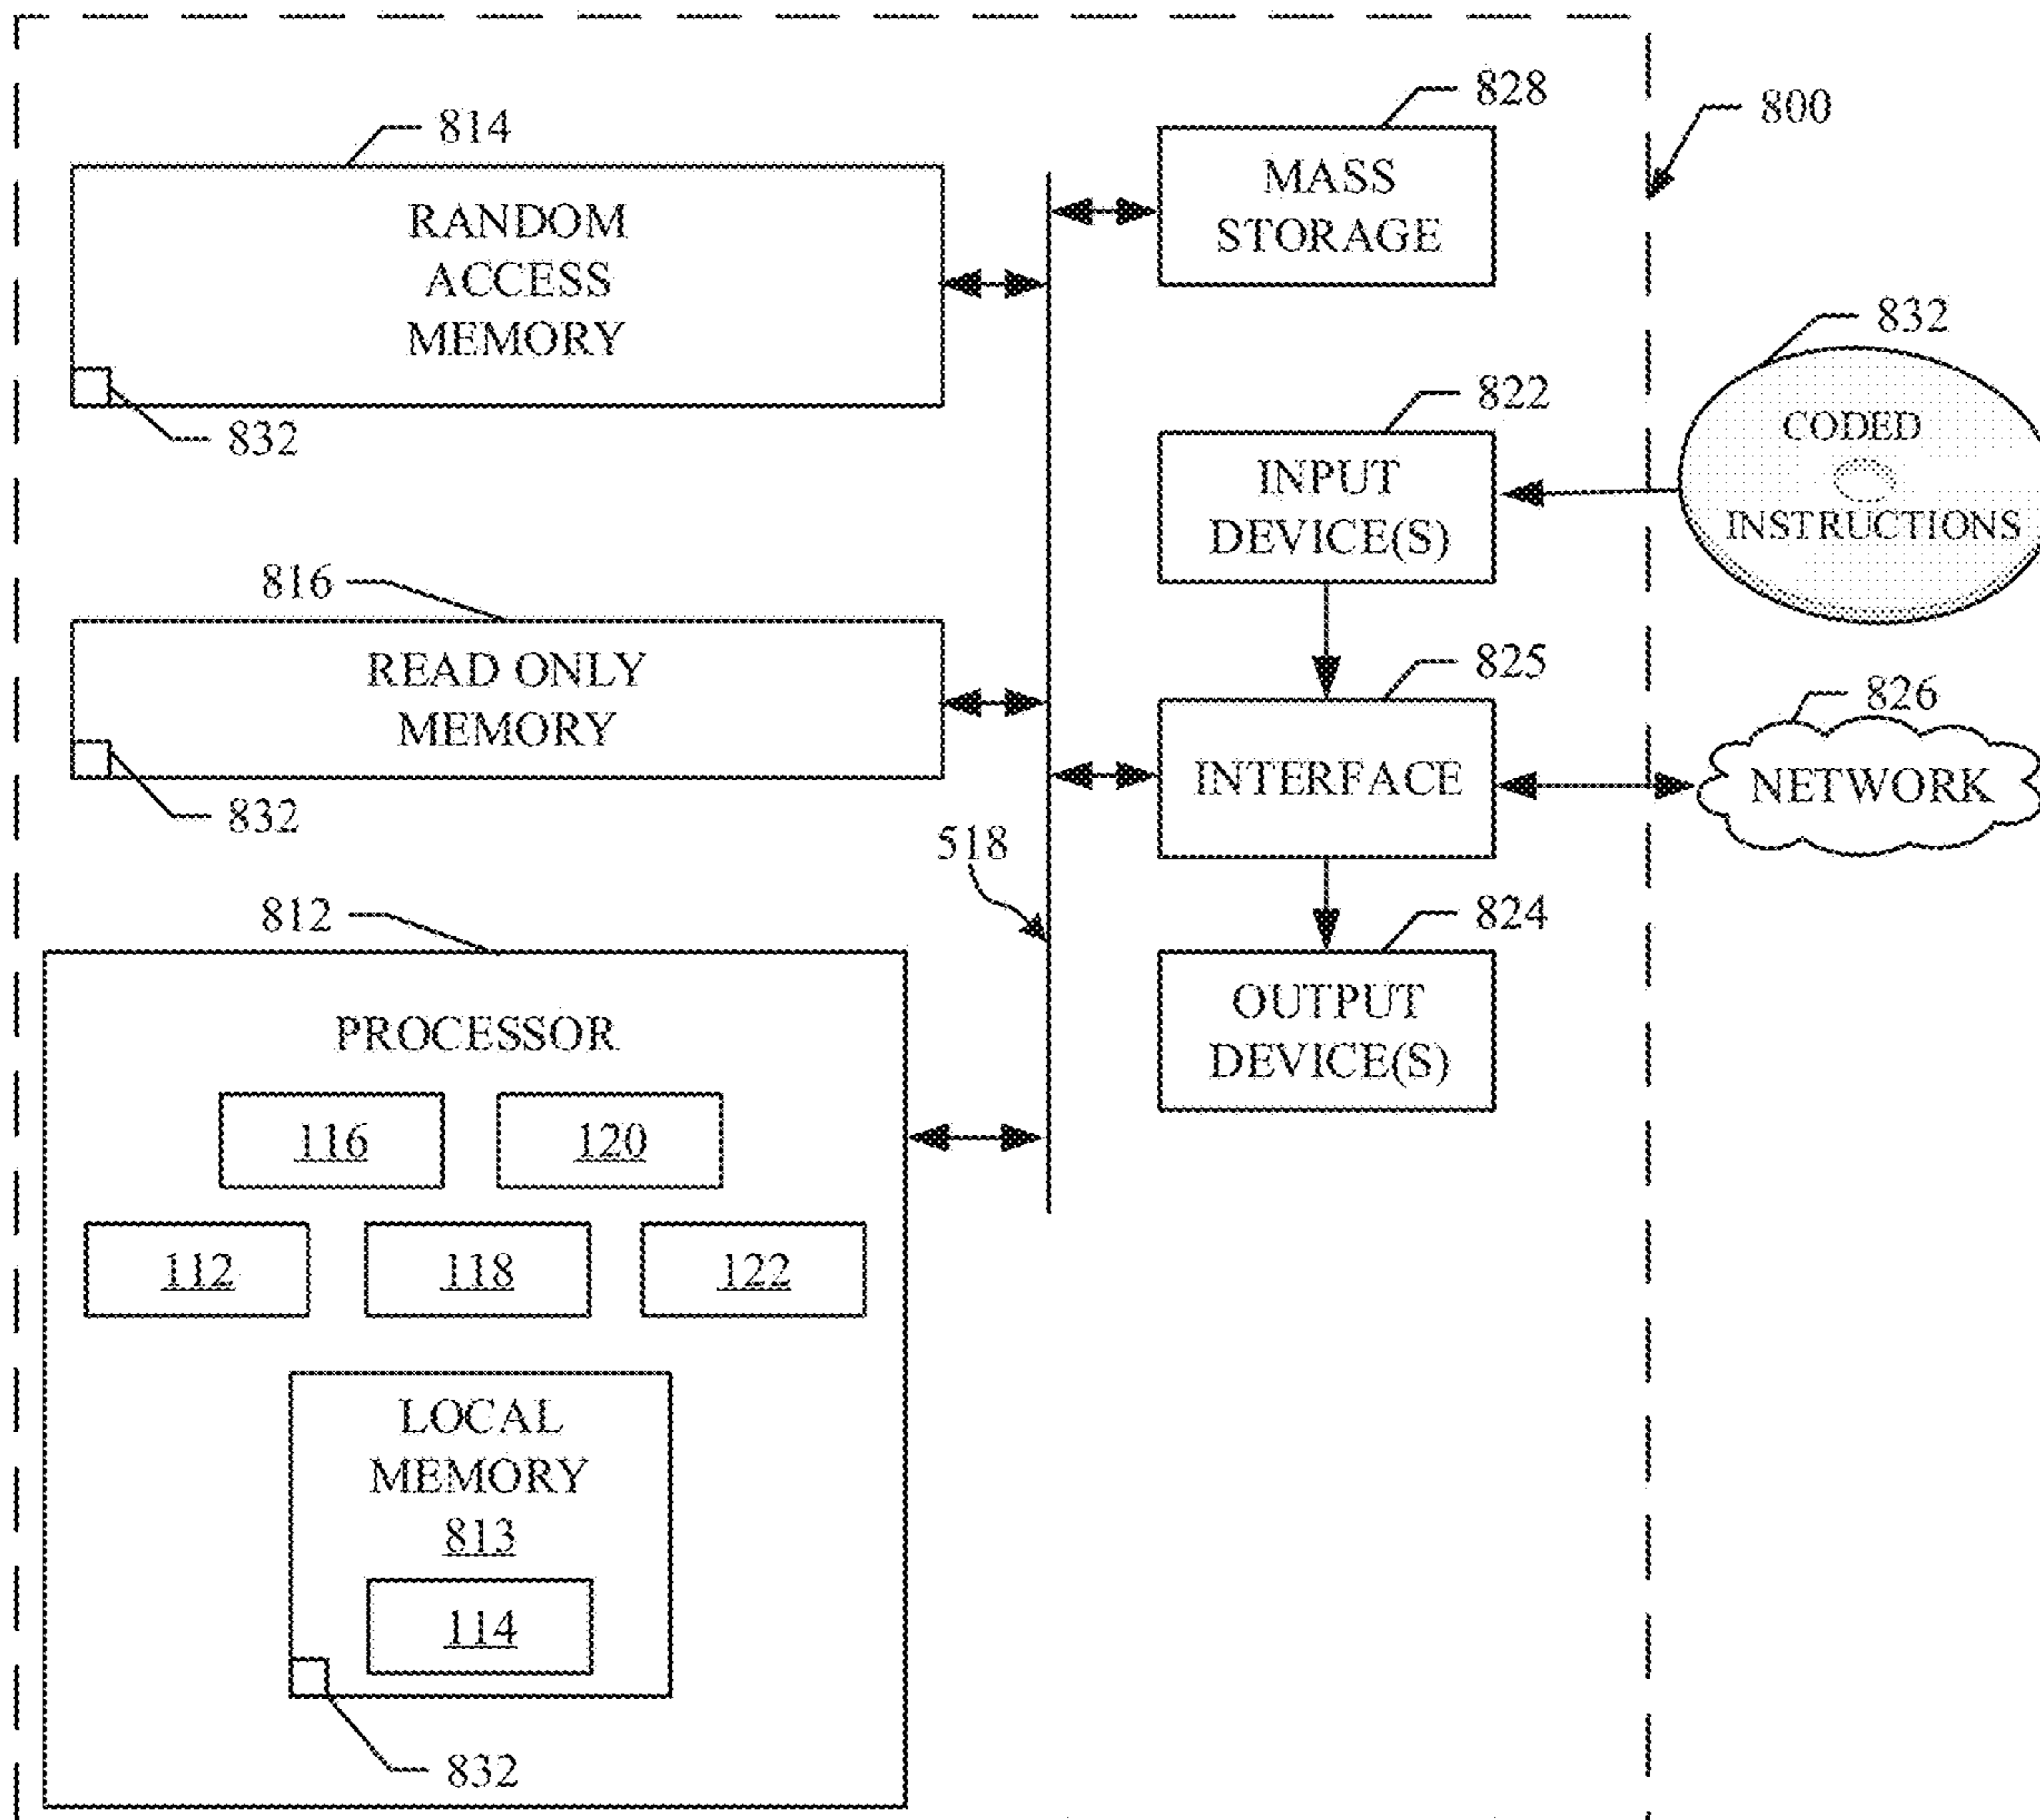 828
800
814
MASS
STORAGE
RANDOM
ACCESS
MEMORY
832
832
822
CODED
INSTRUCTIONS
INPUT
DEVICE(S)
816
READ ONLY
MEMORY
832
825
826
INTERFACE
NETWORK
518
812
824
OUTPUT
DEVICE(S)
PROCESSOR
116
120
112
118
122
LOCAL
MEMORY
813
114
832